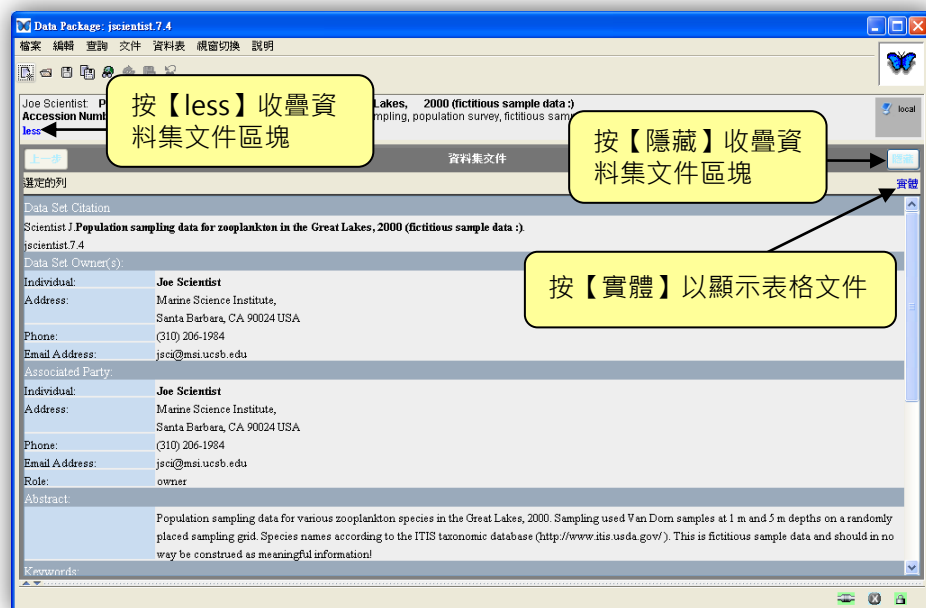 Data Package: jscientist.7.4
檔案 編輯 查詢 文件 資料表 視窗切換 說明
Joe Scientist. akes, 2000 (fictitious sample data :)
Accession Num mpling, population survey, fictitious sam
less
local
按【less】收疊資
料集文件區塊
按【隱藏】收疊資
料集文件區塊
上一步 資料集文件 隱藏
選定的列 實體
Data Set Citation
Scientist J.Population sampling data for zooplankton in the Great Lakes, 2000 (fictitious sample data :).
jscientist.7.4
Data Set Owner(s):
按【實體】以顯示表格文件
Individual: Joe Scientist
Address: Marine Science Institute,
Santa Barbara, CA 90024 USA
Phone: (310) 206-1984
Email Address: jsci@msi.ucsb.edu
Associated Party:
Individual: Joe Scientist
Address: Marine Science Institute,
Santa Barbara, CA 90024 USA
Phone: (310) 206-1984
Email Address: jsci@msi.ucsb.edu
Role: owner
Abstract:
Population sampling data for various zooplankton species in the Great Lakes, 2000. Sampling used Van Dorn samples at 1 m and 5 m depths on a randomly
placed sampling grid. Species names according to the ITIS taxonomic database (http://www.itis.usda.gov/ ). This is fictitious sample data and should in no
way be construed as meaningful information!
Keywords: